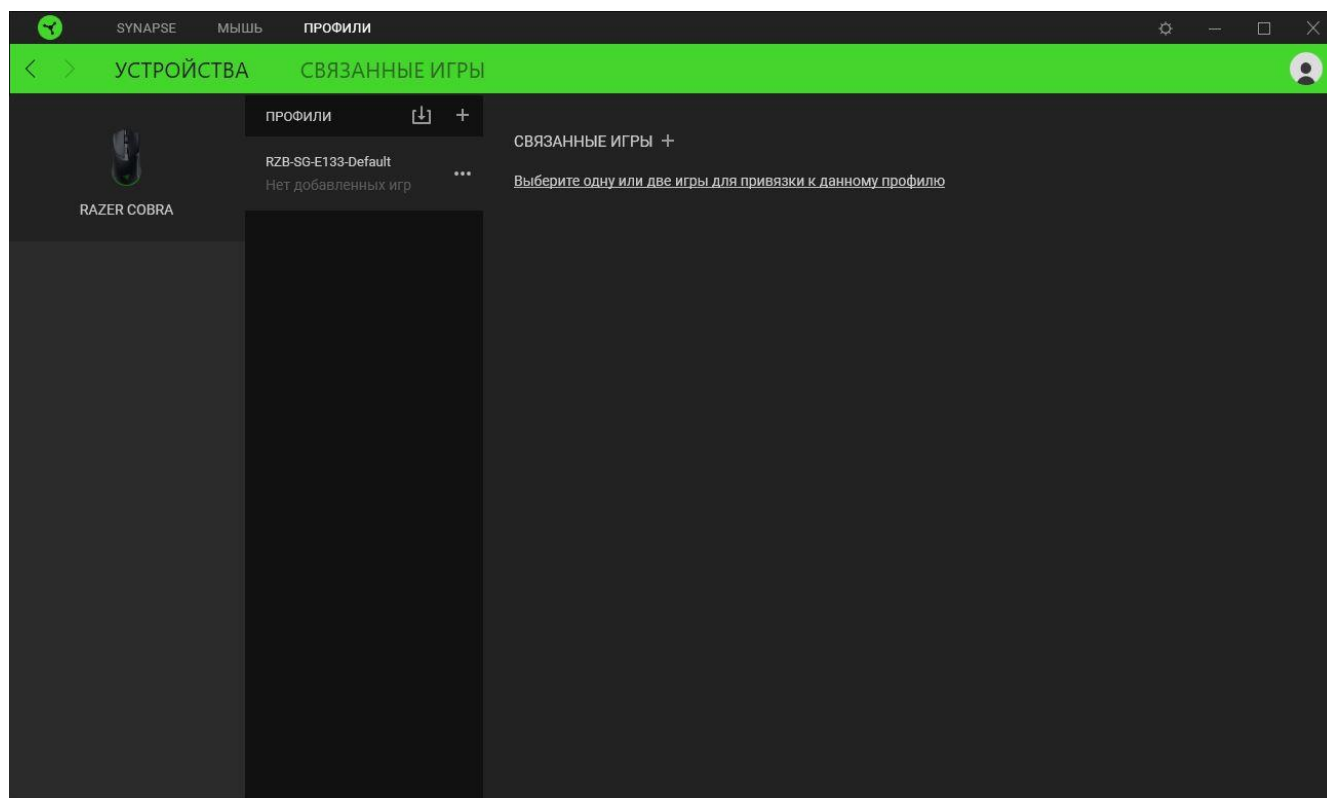 SYNAPSE МЫШЬ ПРОФИЛИ
УСТРОЙСТВА СВЯЗАННЫЕ ИГРЫ
ПРОФИЛИ
RZB-SG-E133-Default
Нет добавленных игр
RAZER COBRA
СВЯЗАННЫЕ ИГРЫ +
Выберите одну или две игры для привязки к данному профилю